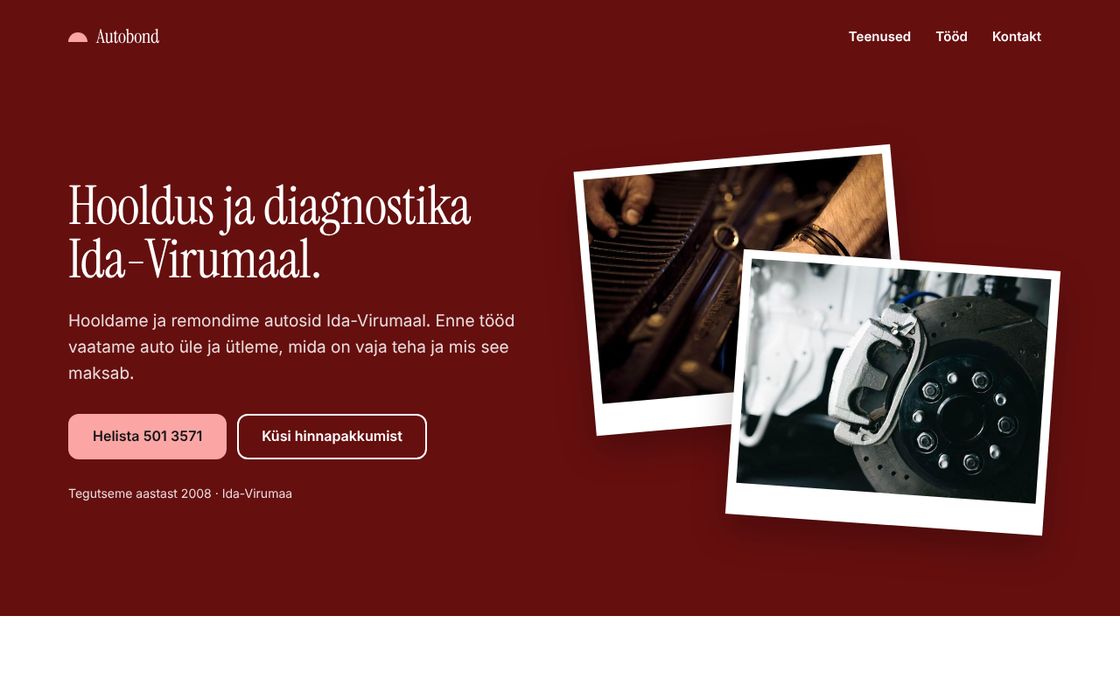 Autobond
Teenused
Tööd
Kontakt
Hooldus ja diagnostika
Ida-Virumaal.
Hooldame ja remondime autosid Ida-Virumaal. Enne tööd
vaatame auto üle ja ütleme, mida on vaja teha ja mis see
maksab.
Helista 501 3571
Küsi hinnapakkumist
Tegutseme aastast 2008 · Ida-Virumaa